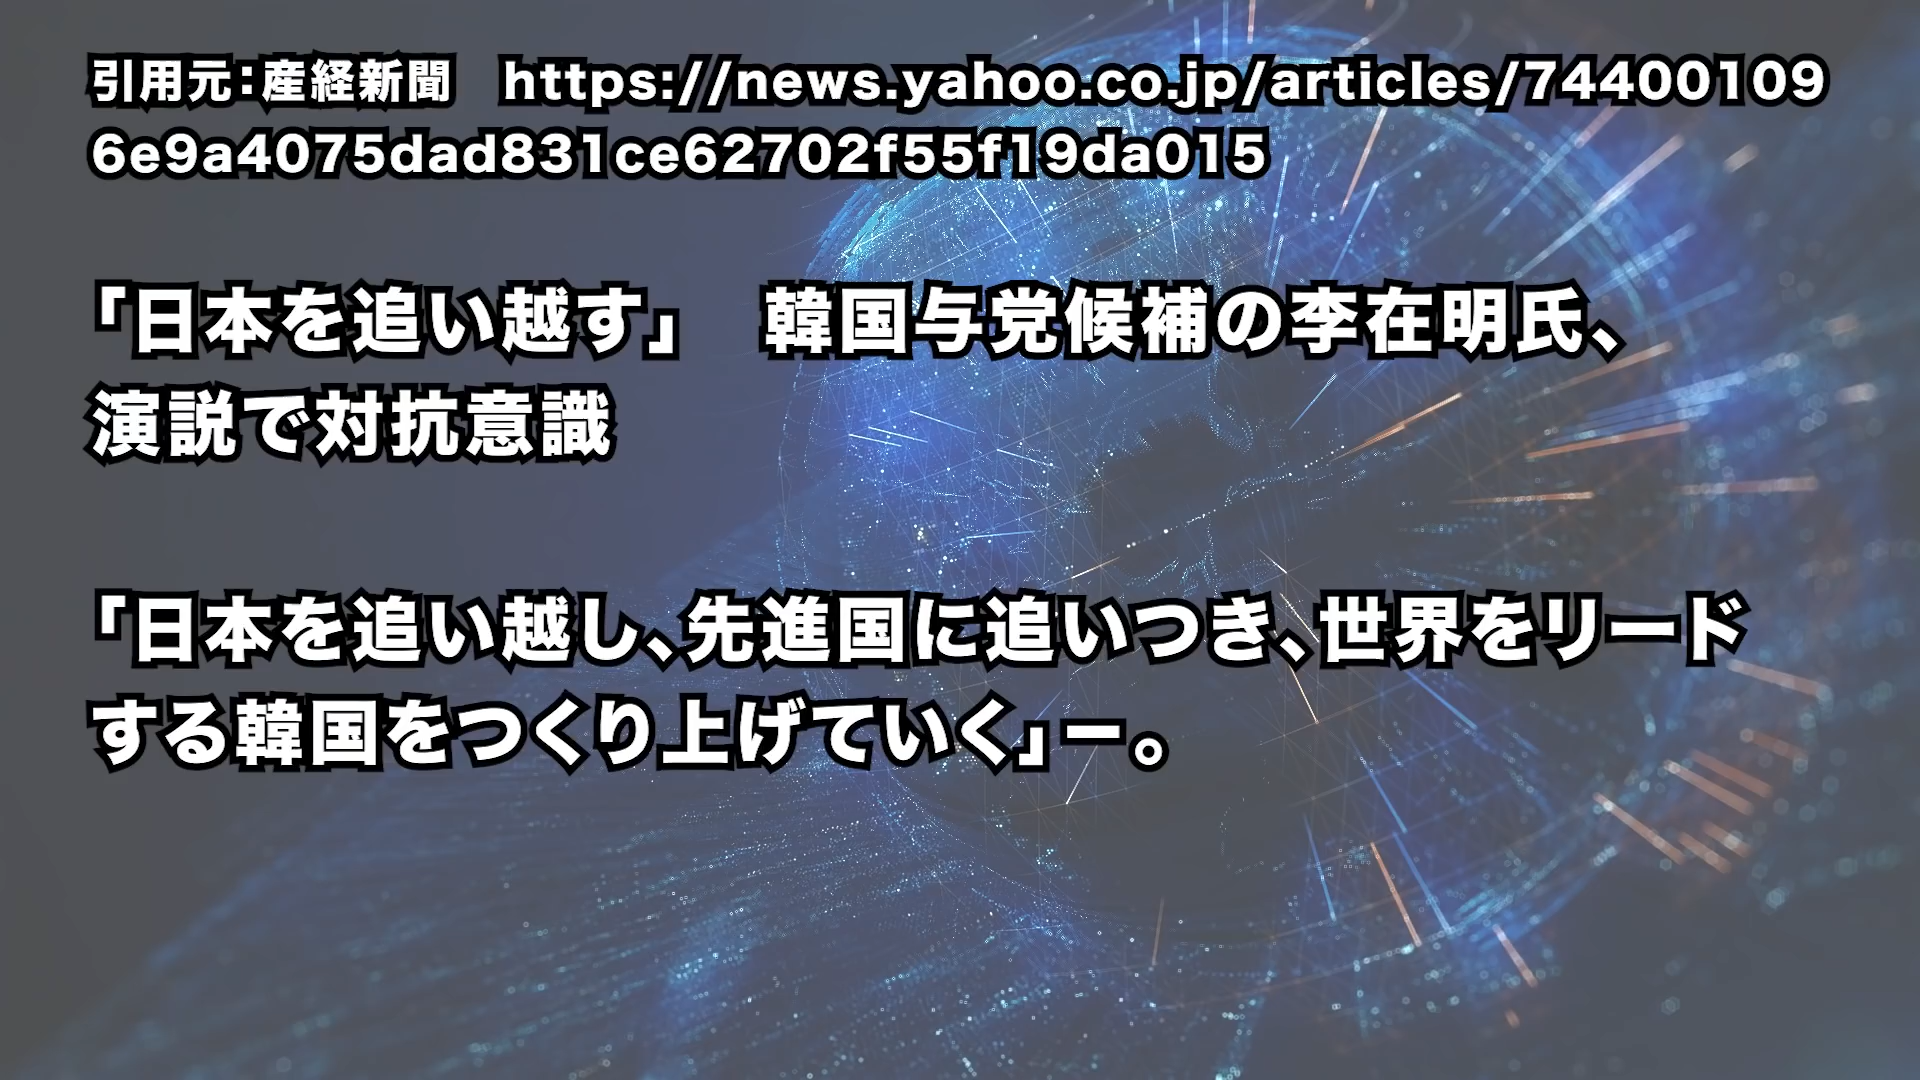 引用元：産経新聞　https://news.yahoo.co.jp/articles/74400109
6e9a4075dad831ce62702f55f19da015
「日本を追い越す」　韓国与党候補の李在明氏、
演説で対抗意識
「日本を追い越し、先進国に追いつき、世界をリード
する韓国をつくり上げていく」－。